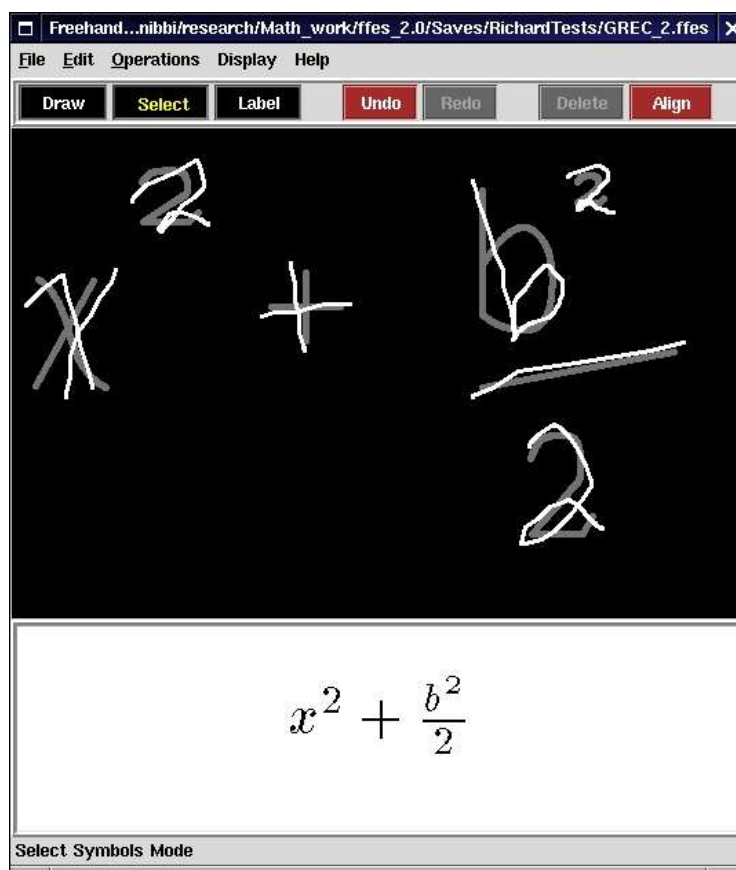 Freehand...nibbi/research/Math_work/ffes_2.0/Saves/RichardTests/GREC_2.ffes
File Edit Operations Display Help
Draw Select Label Undo Redo Delete Align
x² + b²/2
x² + b²/2
Select Symbols Mode